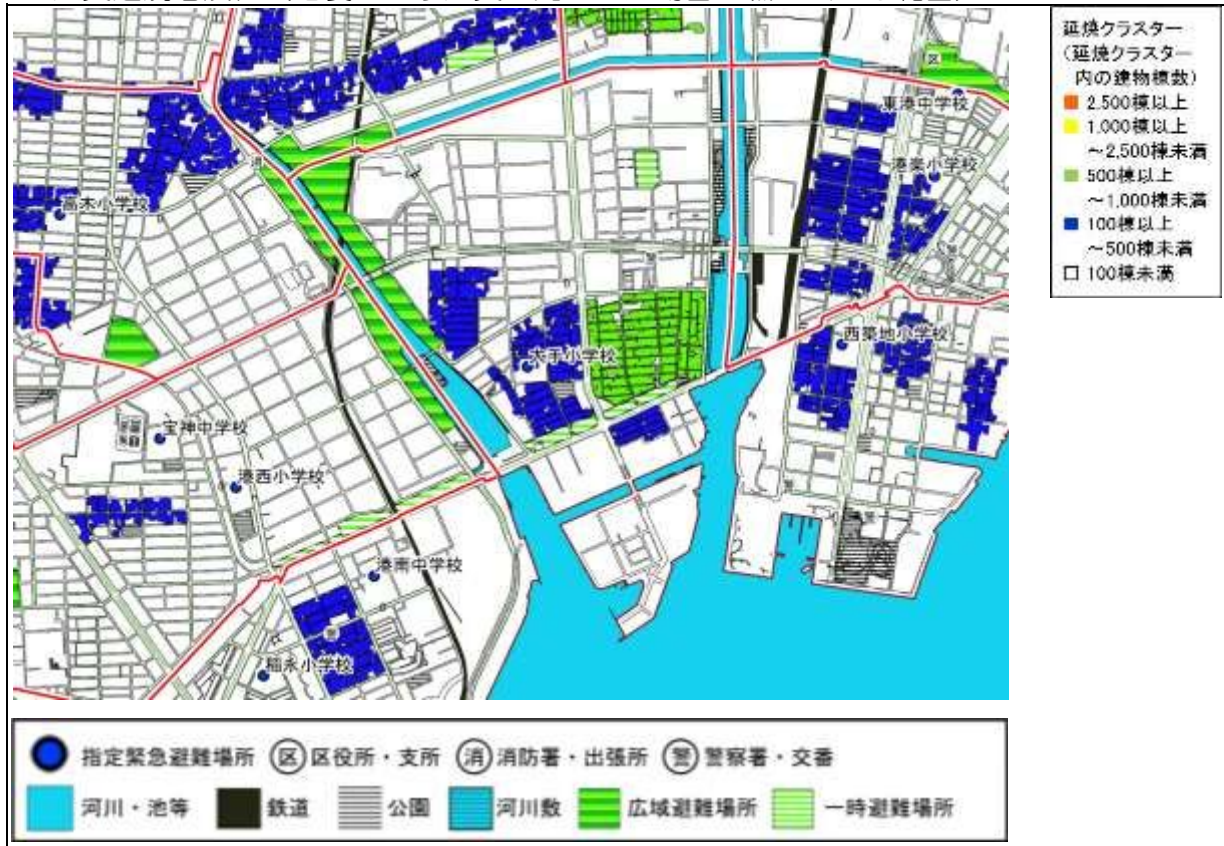 延焼クラスター
(延焼クラスター
内の建物棟数)
2,500棟以上
1,000棟以上
～2,500棟未満
500棟以上
～1,000棟未満
100棟以上
～500棟未満
100棟未満
区
東港中学校
消
港楽小学校
高木小学校
西築地小学校
大手小学校
宝神中学校
港西小学校
港南中学校
稲永小学校
指定緊急避難場所
区 区役所・支所
消 消防署・出張所
警 警察署・交番
河川・池等
鉄道
公園
河川敷
広域避難場所
一時避難場所